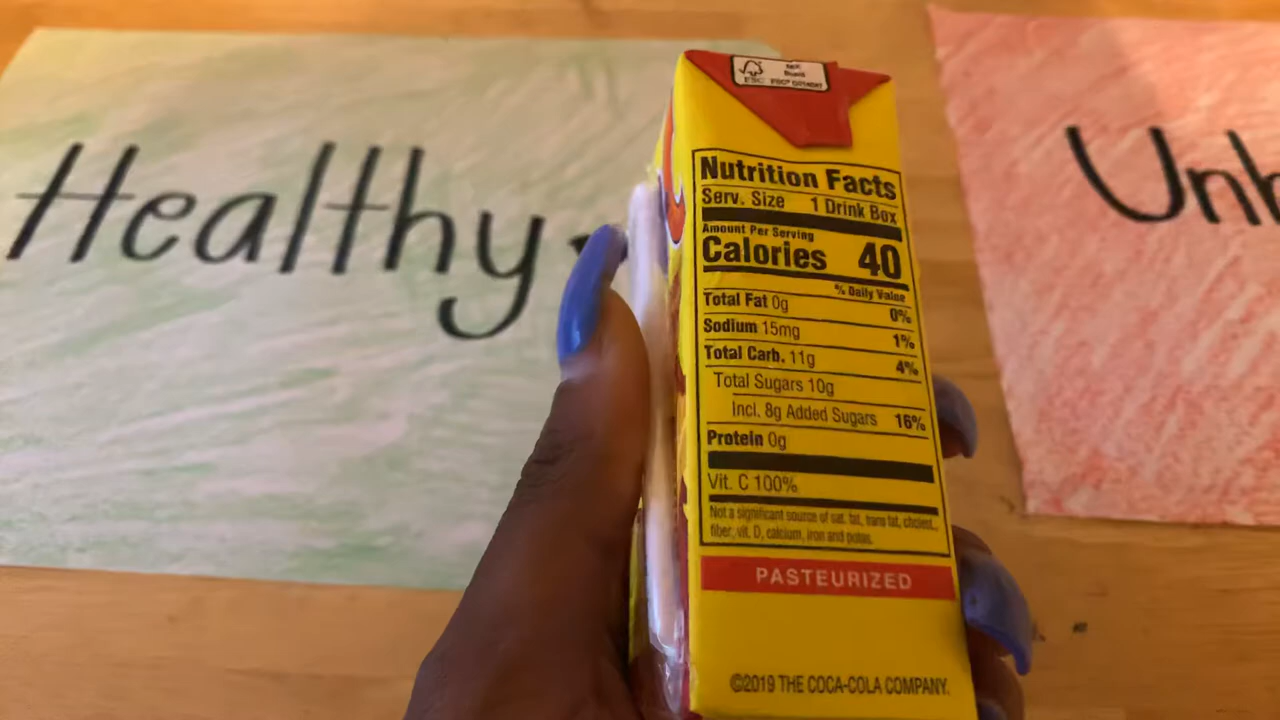 Healthy
Unh
FSC
MIX
Board
Nutrition Facts
Serv. Size 1 Drink Box
Amount Per Serving
Calories 40
% Daily Value
Total Fat 0g 0%
Sodium 15mg 1%
Total Carb. 11g 4%
Total Sugars 10g
Incl. 8g Added Sugars 16%
Protein 0g
Vit. C 100%
Not a significant source of sat. fat, trans fat, cholest.,
fiber, vit. D, calcium, iron and potas.
PASTEURIZED
©2019 THE COCA-COLA COMPANY.